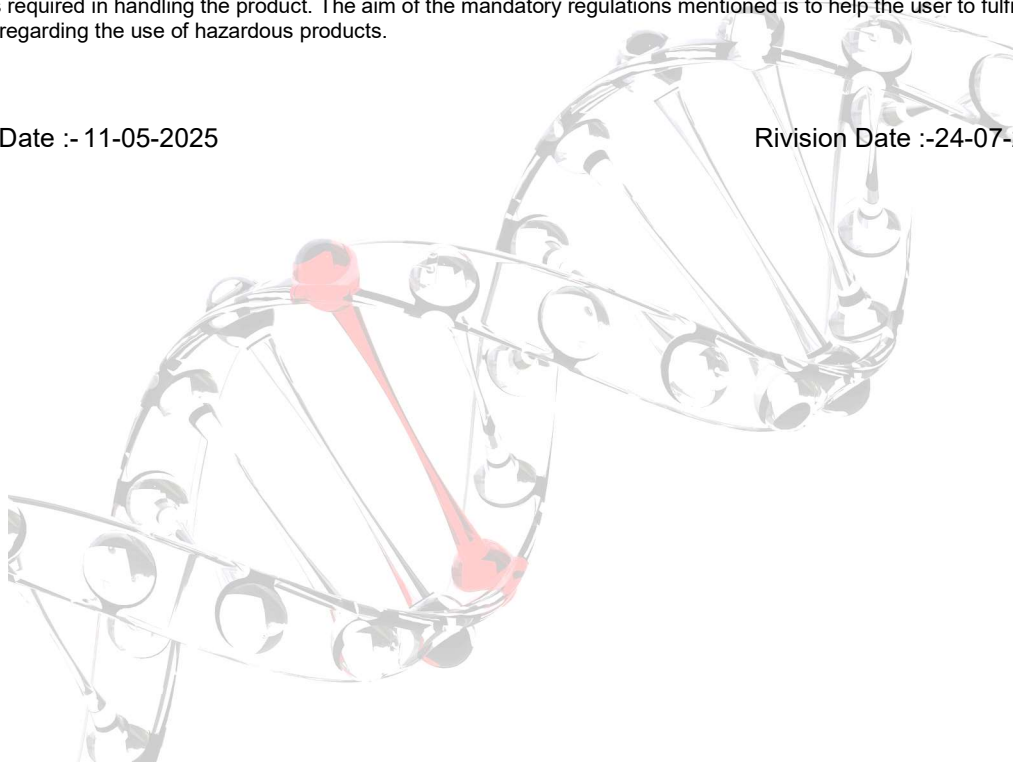 required in handling the product. The aim of the mandatory regulations mentioned is to help the user to
regarding the use of hazardous products.
Date :- 11-05-2025
Rivision Date :-24-07-